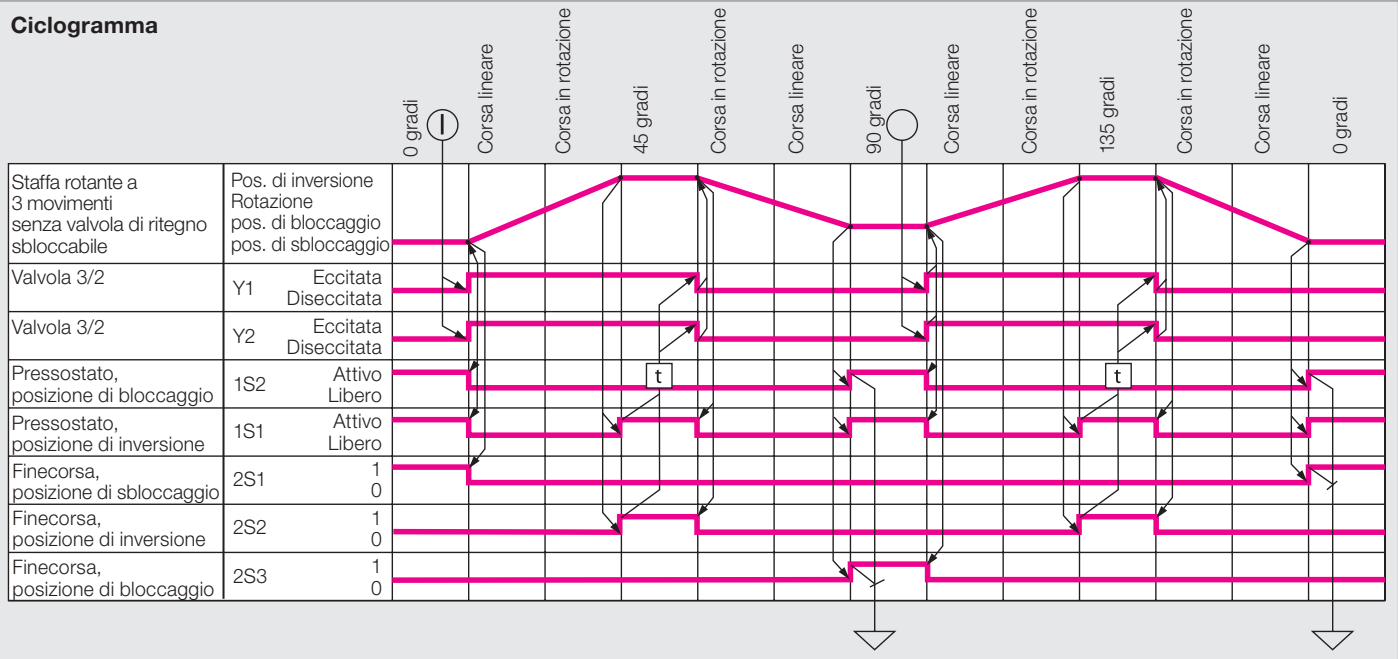 Ciclogramma
0 gradi
Corsa lineare
Corsa in rotazione
45 gradi
Corsa in rotazione
Corsa lineare
90 gradi
Corsa lineare
Corsa in rotazione
135 gradi
Corsa in rotazione
Corsa lineare
0 gradi
Staffa rotante a
3 movimenti
senza valvola di ritegno
sbloccabile
Pos. di inversione
Rotazione
pos. di bloccaggio
pos. di sbloccaggio
Valvola 3/2
Y1
Eccitata
Diseccitata
Valvola 3/2
Y2
Eccitata
Diseccitata
Pressostato,
posizione di bloccaggio
1S2
Attivo
Libero
t
t
Pressostato,
posizione di inversione
1S1
Attivo
Libero
Finecorsa,
posizione di sbloccaggio
2S1
1
0
Finecorsa,
posizione di inversione
2S2
1
0
Finecorsa,
posizione di bloccaggio
2S3
1
0